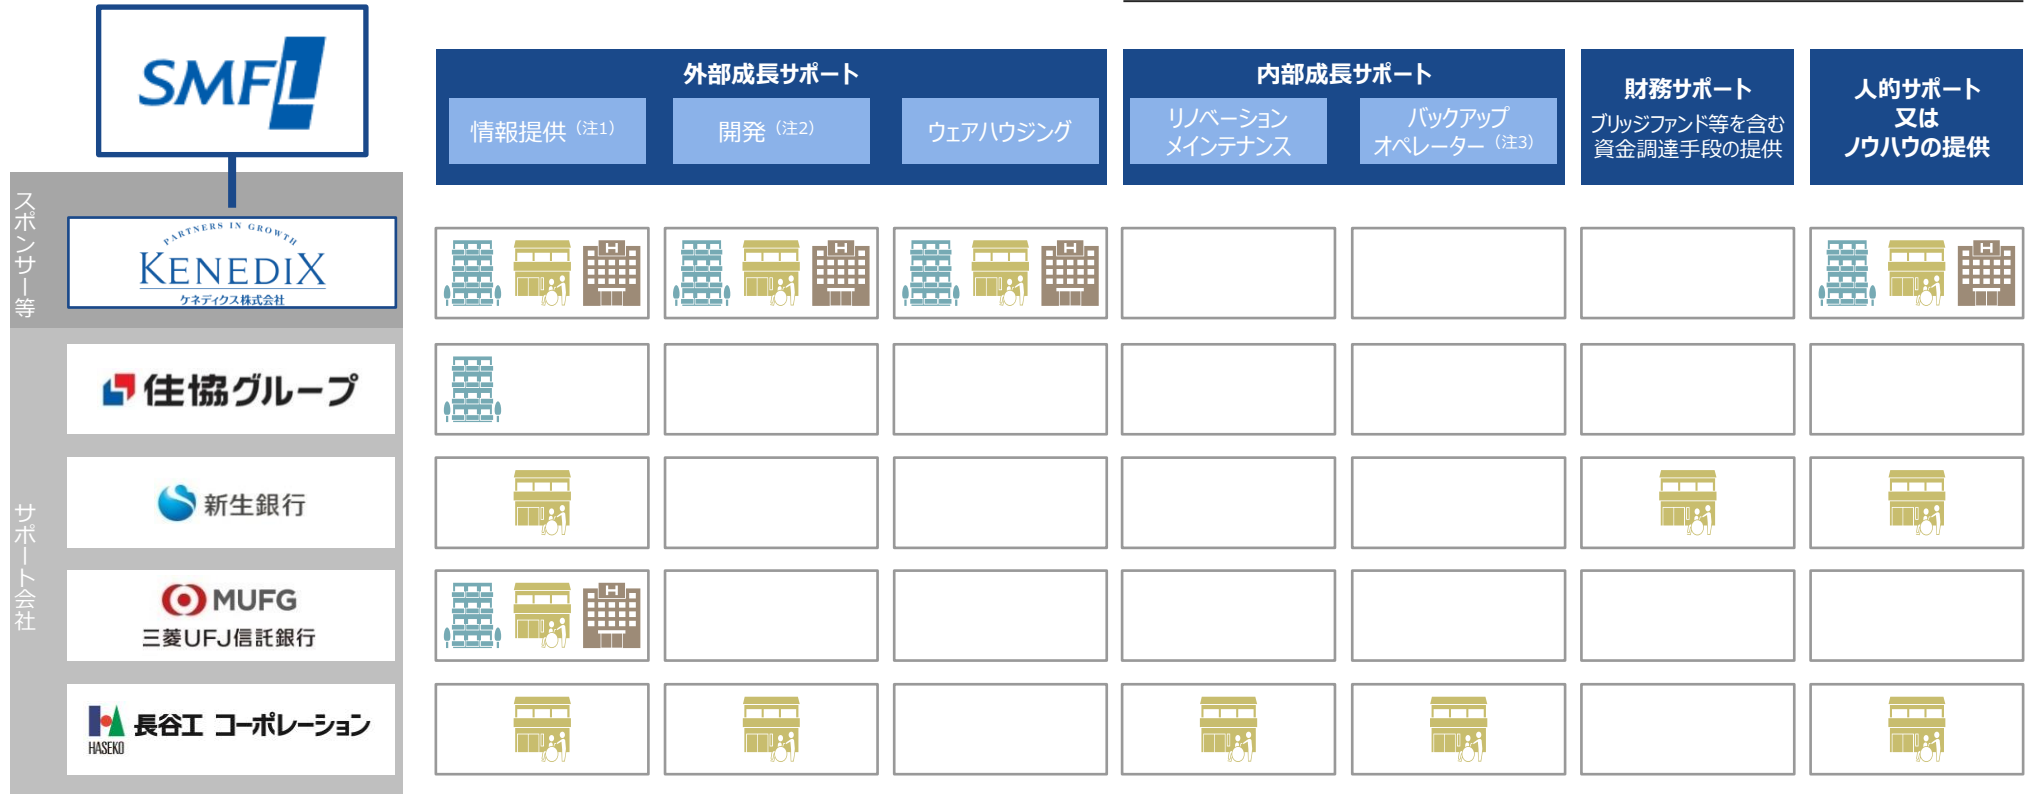 SMFL
外部成長サポート
情報提供（注1）
開発（注2）
ウェアハウジング
内部成長サポート
リノベーション
メインテナンス
バックアップ
オペレーター（注3）
財務サポート
ブリッジファンド等を含む
資金調達手段の提供
人的サポート
又は
ノウハウの提供
スポンサー等
PARTNERS IN GROWTH
KENEDIX
ケネディクス株式会社
H
H
H
H
サポート会社
住協グループ
新生銀行
MUFG
三菱UFJ信託銀行
H
長谷工 コーポレーション
HASEKO